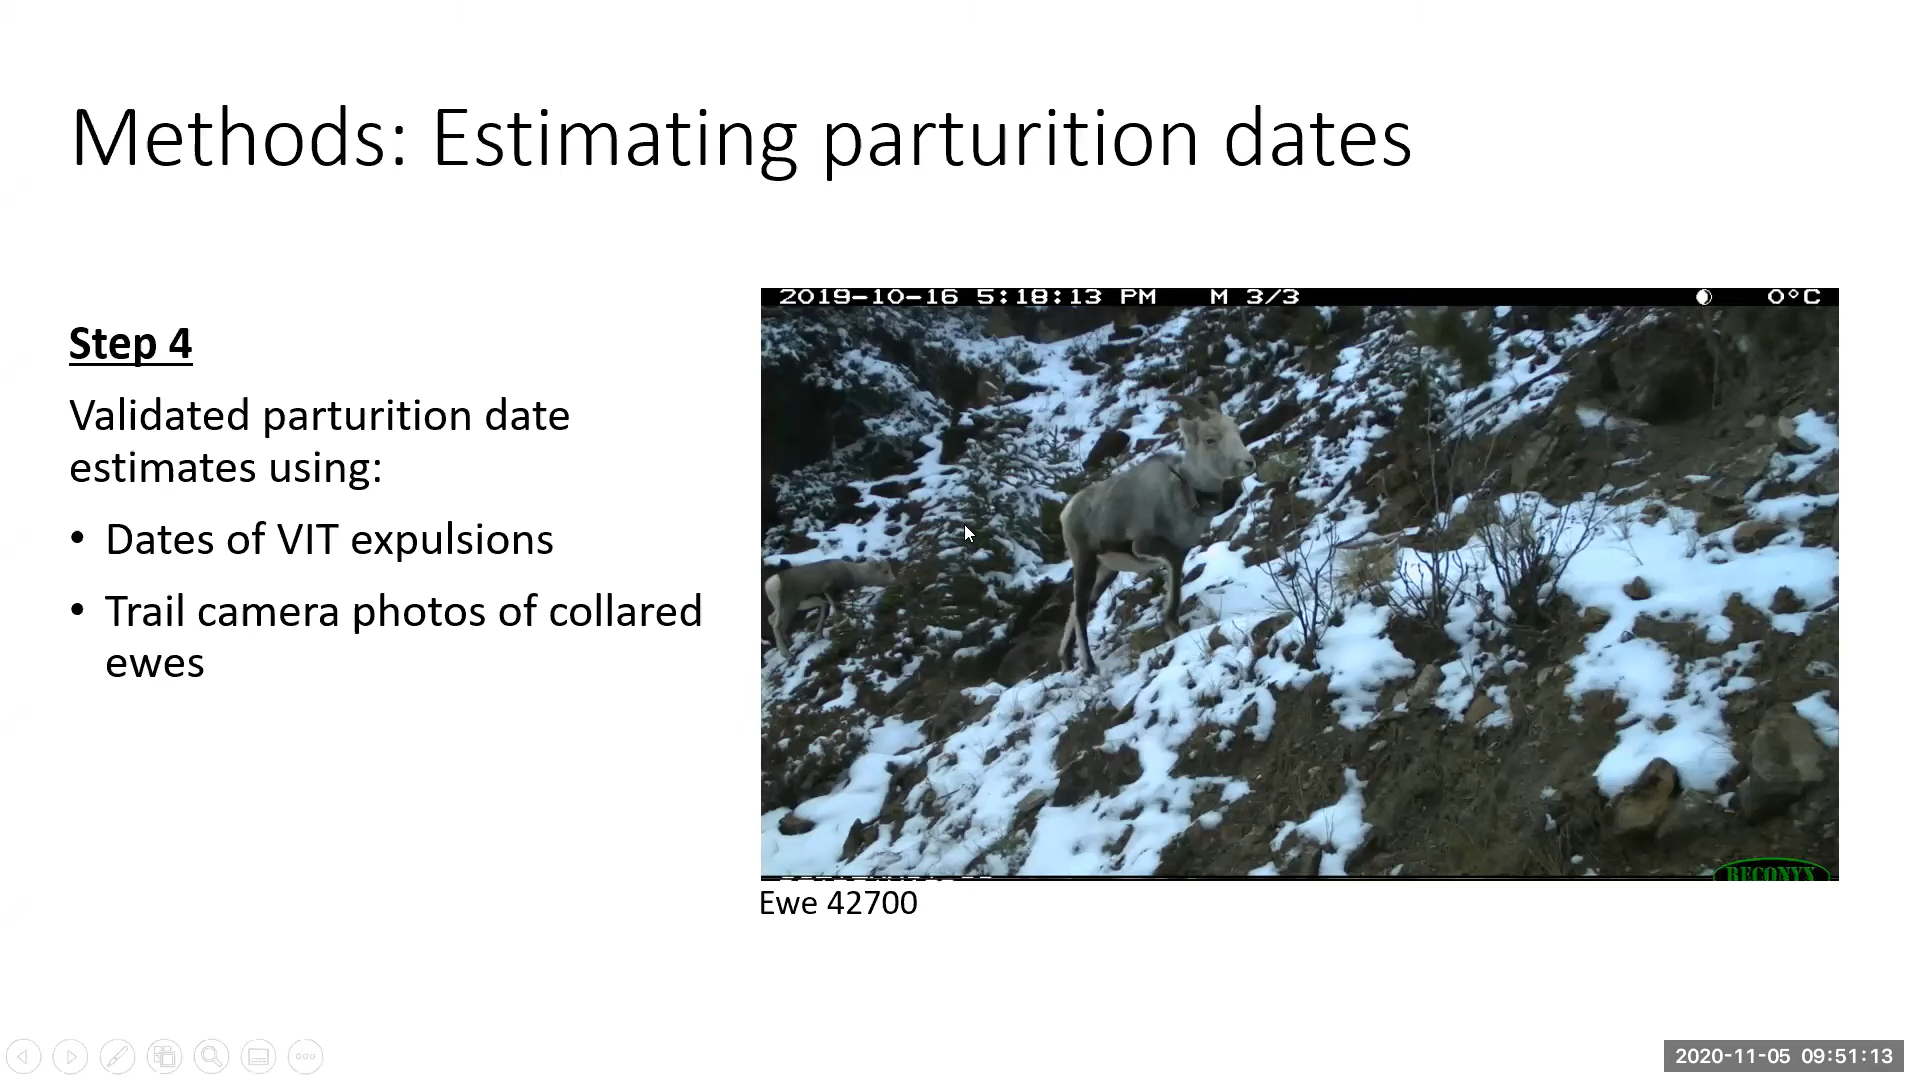 Methods: Estimating parturition dates
2019-10-16 5:18:13 PM M 3/3 0°C
Step 4
Validated parturition date
estimates using:
• Dates of VIT expulsions
• Trail camera photos of collared
ewes
RECONYX
Ewe 42700
2020-11-05 09:51:13